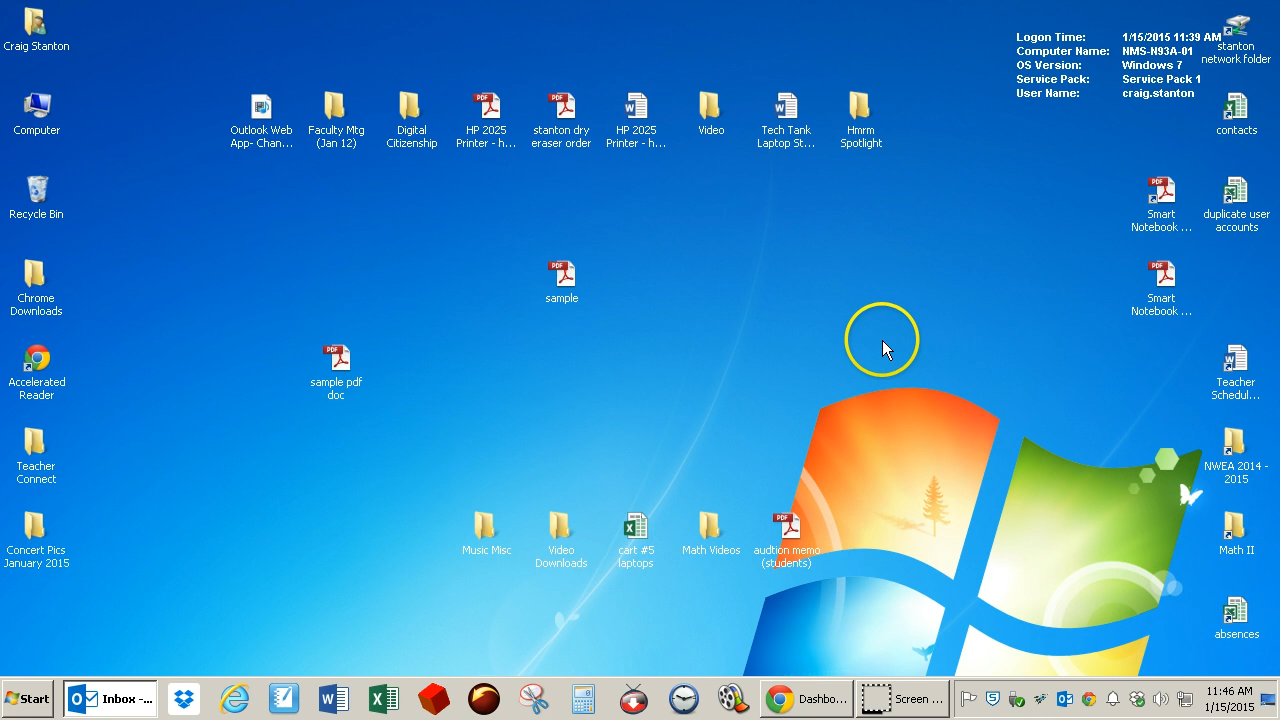 Craig Stanton
Logon Time: 1/15/2015 11:39 AM
Computer Name: NMS-N93A-01
OS Version: Windows 7
Service Pack: Service Pack 1
User Name: craig.stanton
stanton
network folder
Computer
Outlook Web
App- Chan...
Faculty Mtg
(Jan 12)
Digital
Citizenship
HP 2025
Printer - h...
stanton dry
eraser order
HP 2025
Printer - h...
Video
Tech Tank
Laptop St...
Hmrm
Spotlight
contacts
Recycle Bin
Smart
Notebook ...
duplicate user
accounts
Chrome
Downloads
sample
Smart
Notebook ...
Accelerated
Reader
sample pdf
doc
Teacher
Schedul...
Teacher
Connect
NWEA 2014 -
2015
Concert Pics
January 2015
Music Misc
Video
Downloads
cart #5
laptops
Math Videos
audtion memo
(students)
Math II
absences
Start
Inbox -...
Dashbo...
Screen ...
11:46 AM
1/15/2015